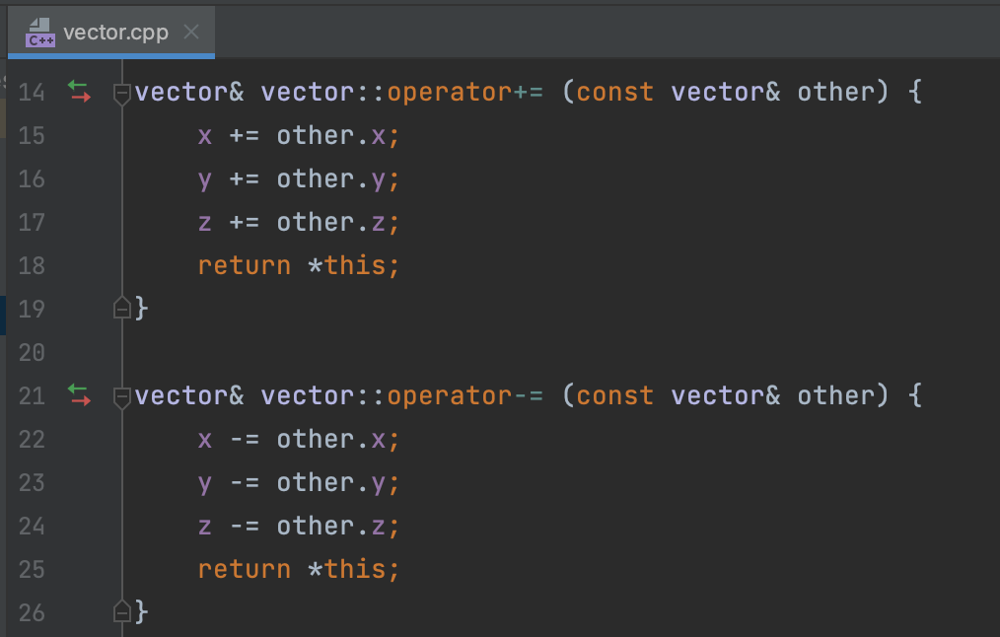 C++ vector.cpp
14 vector& vector::operator+= (const vector& other) {
15 x += other.x;
16 y += other.y;
17 z += other.z;
18 return *this;
19 }
20
21 vector& vector::operator-= (const vector& other) {
22 x -= other.x;
23 y -= other.y;
24 z -= other.z;
25 return *this;
26 }